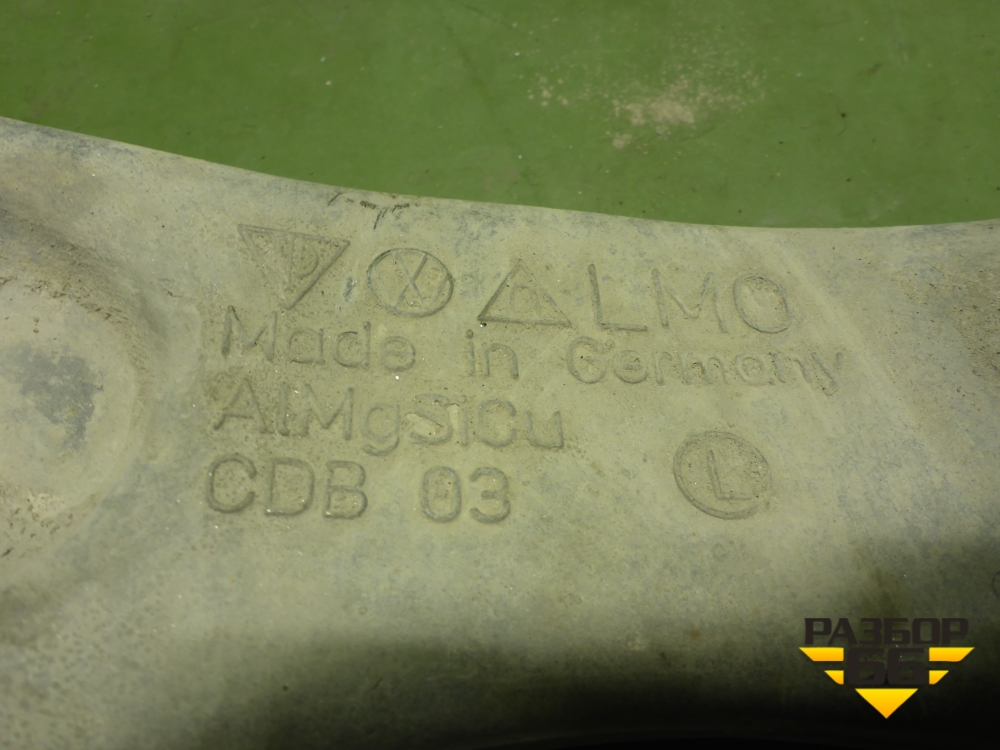 LMO
Made in Germany
AlMgSiCu
CDB 03
L
РАЗБОР
66